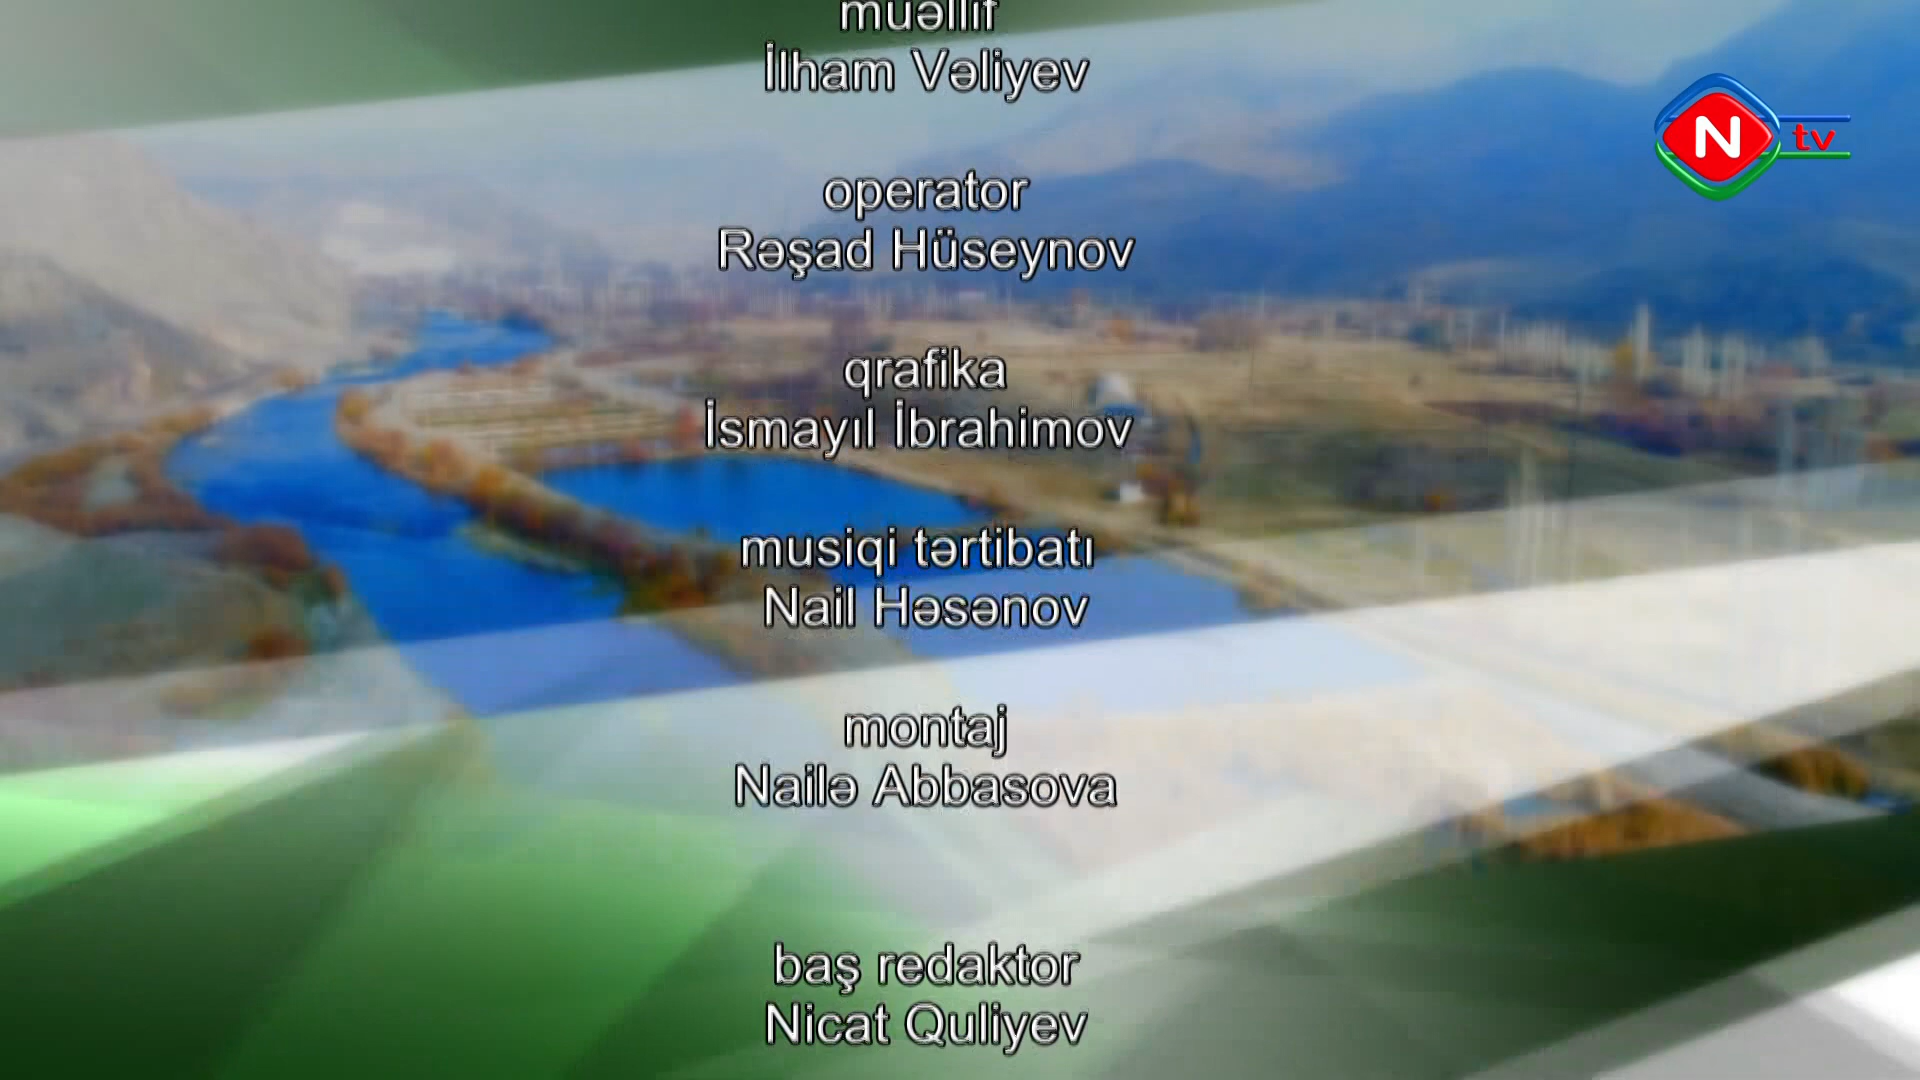 müəllif
İlham Vəliyev
N tv
operator
Rəşad Hüseynov
qrafika
İsmayıl İbrahimov
musiqi tərtibatı
Nail Həsənov
montaj
Nailə Abbasova
baş redaktor
Nicat Quliyev